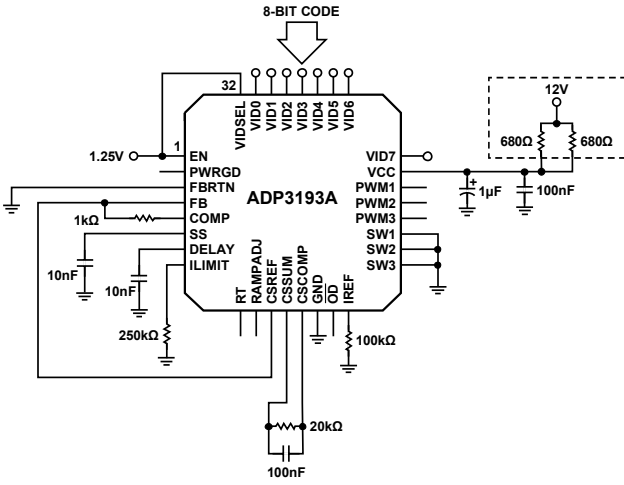 8-BIT CODE
32
VIDSEL
VID0
VID1
VID2
VID3
VID4
VID5
VID6
12V
680Ω
680Ω
1
1.25V
EN
PWRGD
FBRTN
FB
COMP
SS
DELAY
ILIMIT
ADP3193A
VID7
VCC
PWM1
PWM2
PWM3
SW1
SW2
SW3
+
1µF
100nF
1kΩ
10nF
10nF
250kΩ
RT
RAMPADJ
CSREF
CSSUM
CSCOMP
GND
OD
IREF
100kΩ
20kΩ
100nF